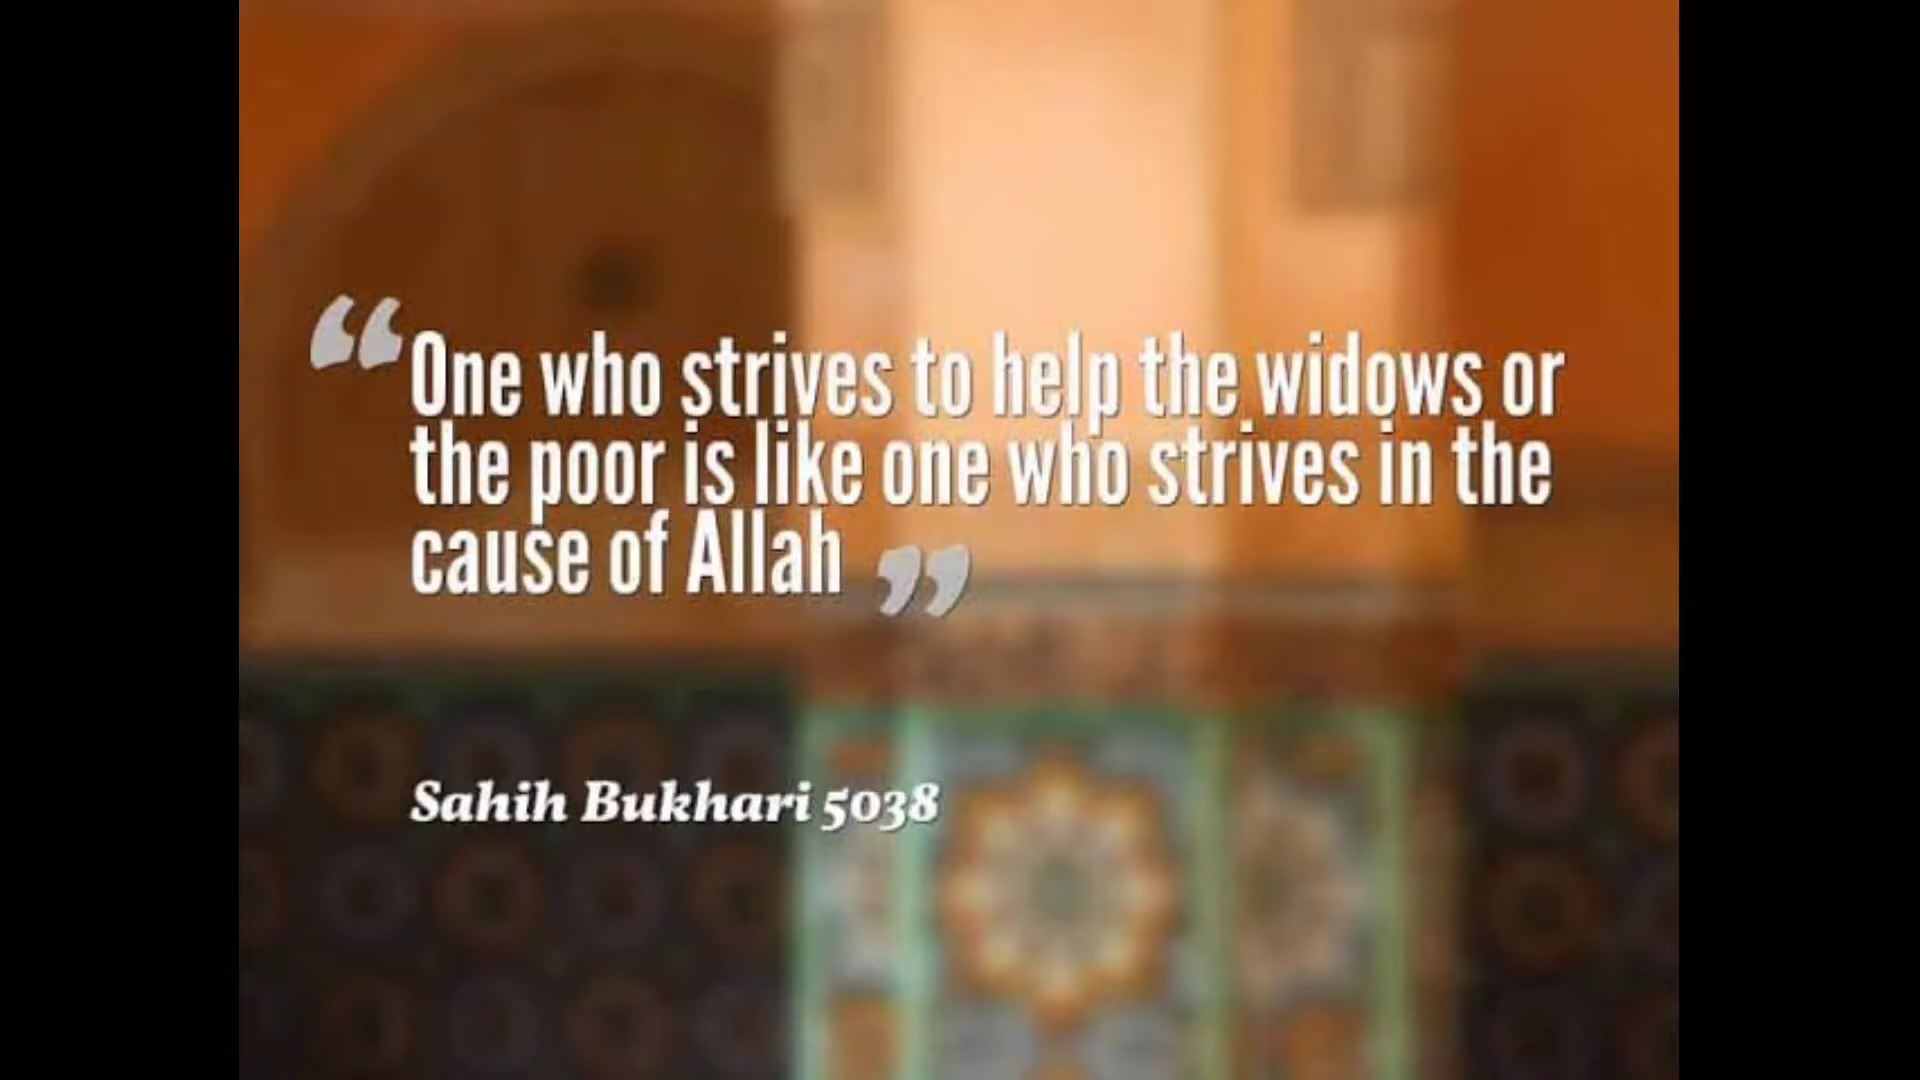 “One who strives to help the widows or
the poor is like one who strives in the
cause of Allah ”
Sahih Bukhari 5038